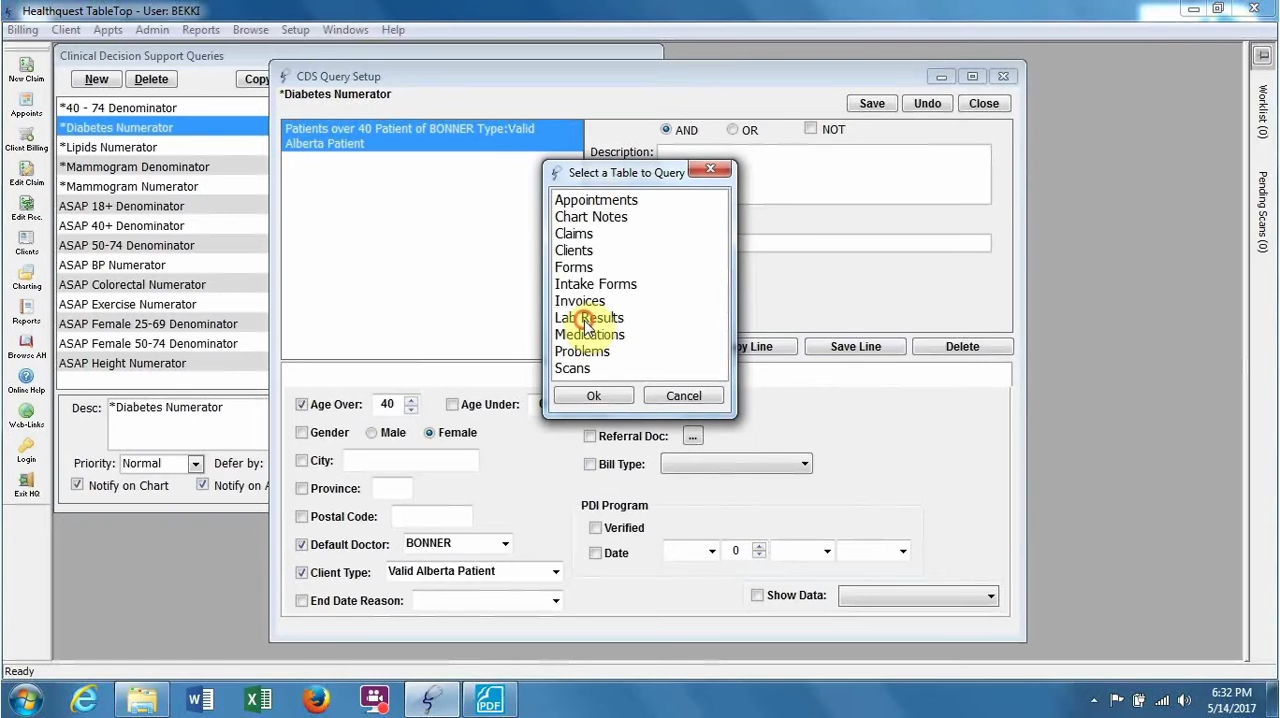 Healthquest TableTop - User: BEKKI
Billing Client Appts Admin Reports Browse Setup Windows Help
New Claim
Appoints
Client Billing
Edit Claim
Edit Rec.
Clients
Charting
Reports
Browse AH
Online Help
Web-Links
Login
Exit HQ
Clinical Decision Support Queries
New Delete Copy
*40 - 74 Denominator
*Diabetes Numerator
*Lipids Numerator
*Mammogram Denominator
*Mammogram Numerator
ASAP 18+ Denominator
ASAP 40+ Denominator
ASAP 50-74 Denominator
ASAP BP Numerator
ASAP Colorectal Numerator
ASAP Exercise Numerator
ASAP Female 25-69 Denominator
ASAP Female 50-74 Denominator
ASAP Height Numerator
Desc: *Diabetes Numerator
Priority: Normal Defer by:
Notify on Chart Notify on
CDS Query Setup
*Diabetes Numerator
Save Undo Close
Patients over 40 Patient of BONNER Type:Valid
Alberta Patient
AND OR NOT
Description:
Line Save Line Delete
Select a Table to Query
Appointments
Chart Notes
Claims
Clients
Forms
Intake Forms
Invoices
Lab Results
Medications
Problems
Scans
Ok Cancel
Age Over: 40 Age Under:
Gender Male Female
City:
Province:
Postal Code:
Default Doctor: BONNER
Client Type: Valid Alberta Patient
End Date Reason:
Referral Doc: ...
Bill Type:
PDI Program
Verified
Date 0
Show Data:
Worklist (0)
Pending Scans (0)
Ready
PDF
6:32 PM
5/14/2017